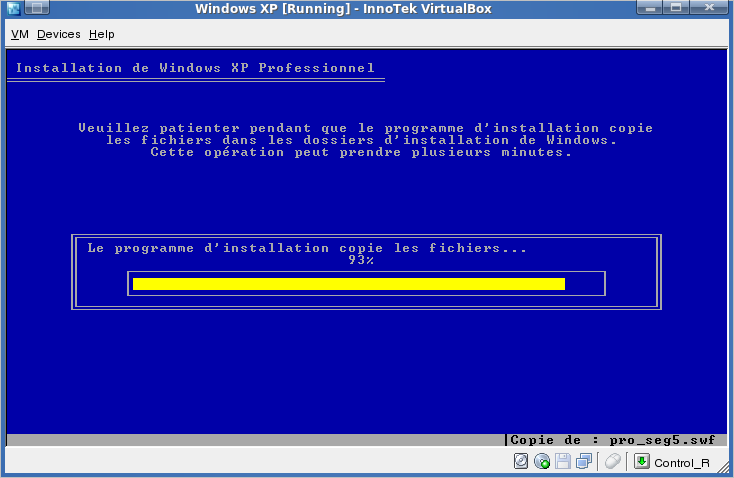 Windows XP [Running] - InnoTek VirtualBox
VM Devices Help
Installation de Windows XP Professionnel
Veuillez patienter pendant que le programme d'installation copie
les fichiers dans les dossiers d'installation de Windows.
Cette opération peut prendre plusieurs minutes.
Le programme d'installation copie les fichiers...
93%
Copie de : pro_seg5.swf
Control_R